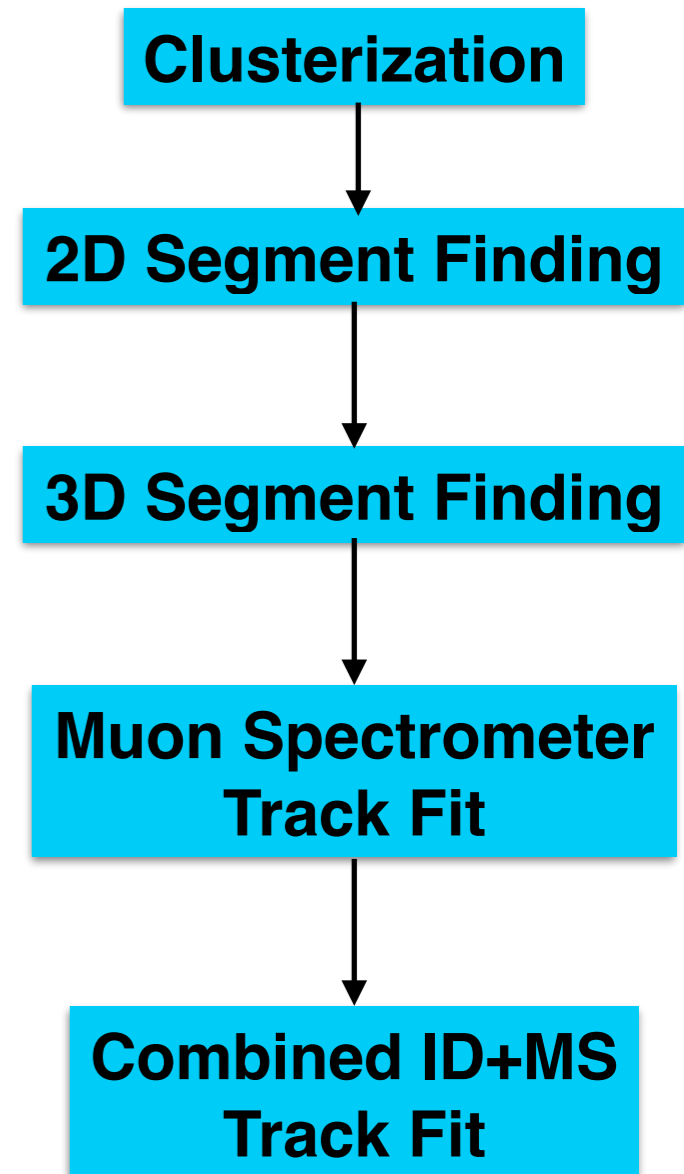 Clusterization
2D Segment Finding
3D Segment Finding
Muon Spectrometer
Track Fit
Combined ID+MS
Track Fit